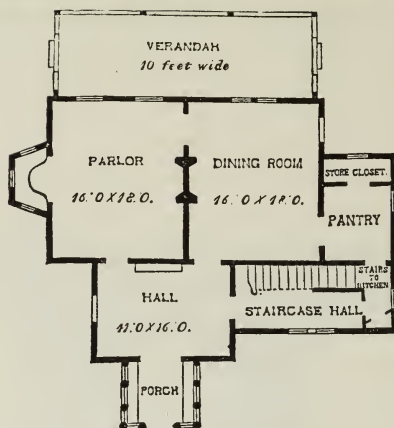 VERANDAH
10 feet wide
PARLOR
16.'0 X 18.0.
DINING ROOM
16.'0 X 18.'0.
STORE CLOSET.
PANTRY
STAIRS
TO
KITCHEN
HALL
STAIRCASE HALL
PORCH